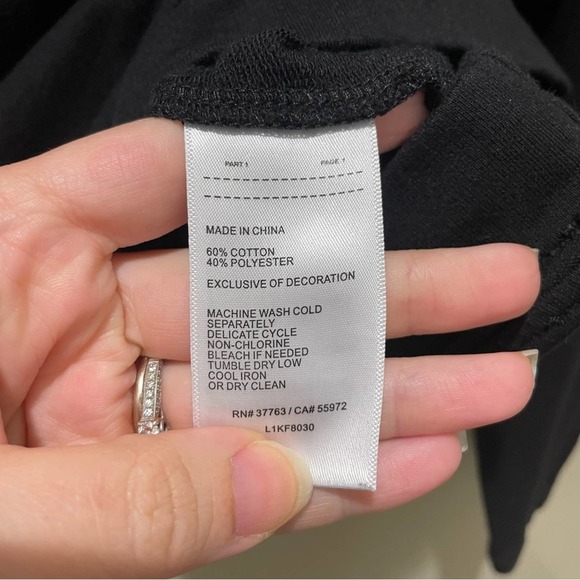 PART 1 PAGE 1
MADE IN CHINA
60% COTTON
40% POLYESTER
EXCLUSIVE OF DECORATION
MACHINE WASH COLD
SEPARATELY
DELICATE CYCLE
NON-CHLORINE
BLEACH IF NEEDED
TUMBLE DRY LOW
COOL IRON
OR DRY CLEAN
RN# 37763 / CA# 55972
L1KF8030